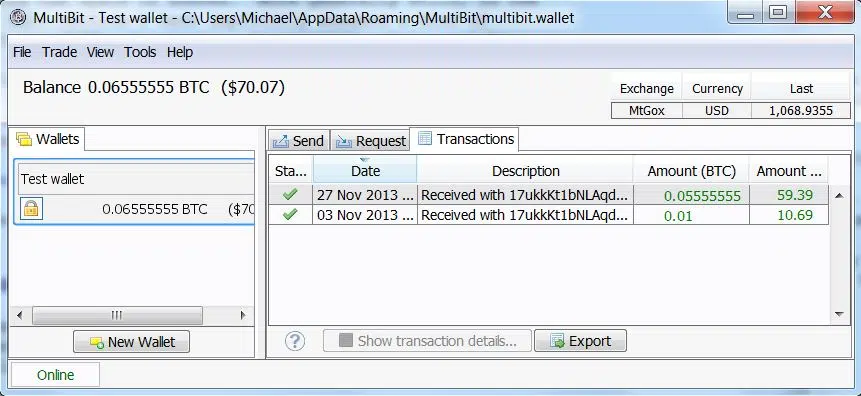 MultiBit - Test wallet - C:\Users\Michael\AppData\Roaming\MultiBit\multibit.wallet
File Trade View Tools Help
Balance 0.06555555 BTC ($70.07)
Exchange Currency Last
MtGox USD 1,068.9355
Wallets
Send Request Transactions
Test wallet
0.06555555 BTC ($70
Sta... Date Description Amount (BTC) Amount ...
27 Nov 2013 ... Received with 17ukkKt1bNLAqd... 0.05555555 59.39
03 Nov 2013 ... Received with 17ukkKt1bNLAqd... 0.01 10.69
New Wallet
? Show transaction details... Export
Online